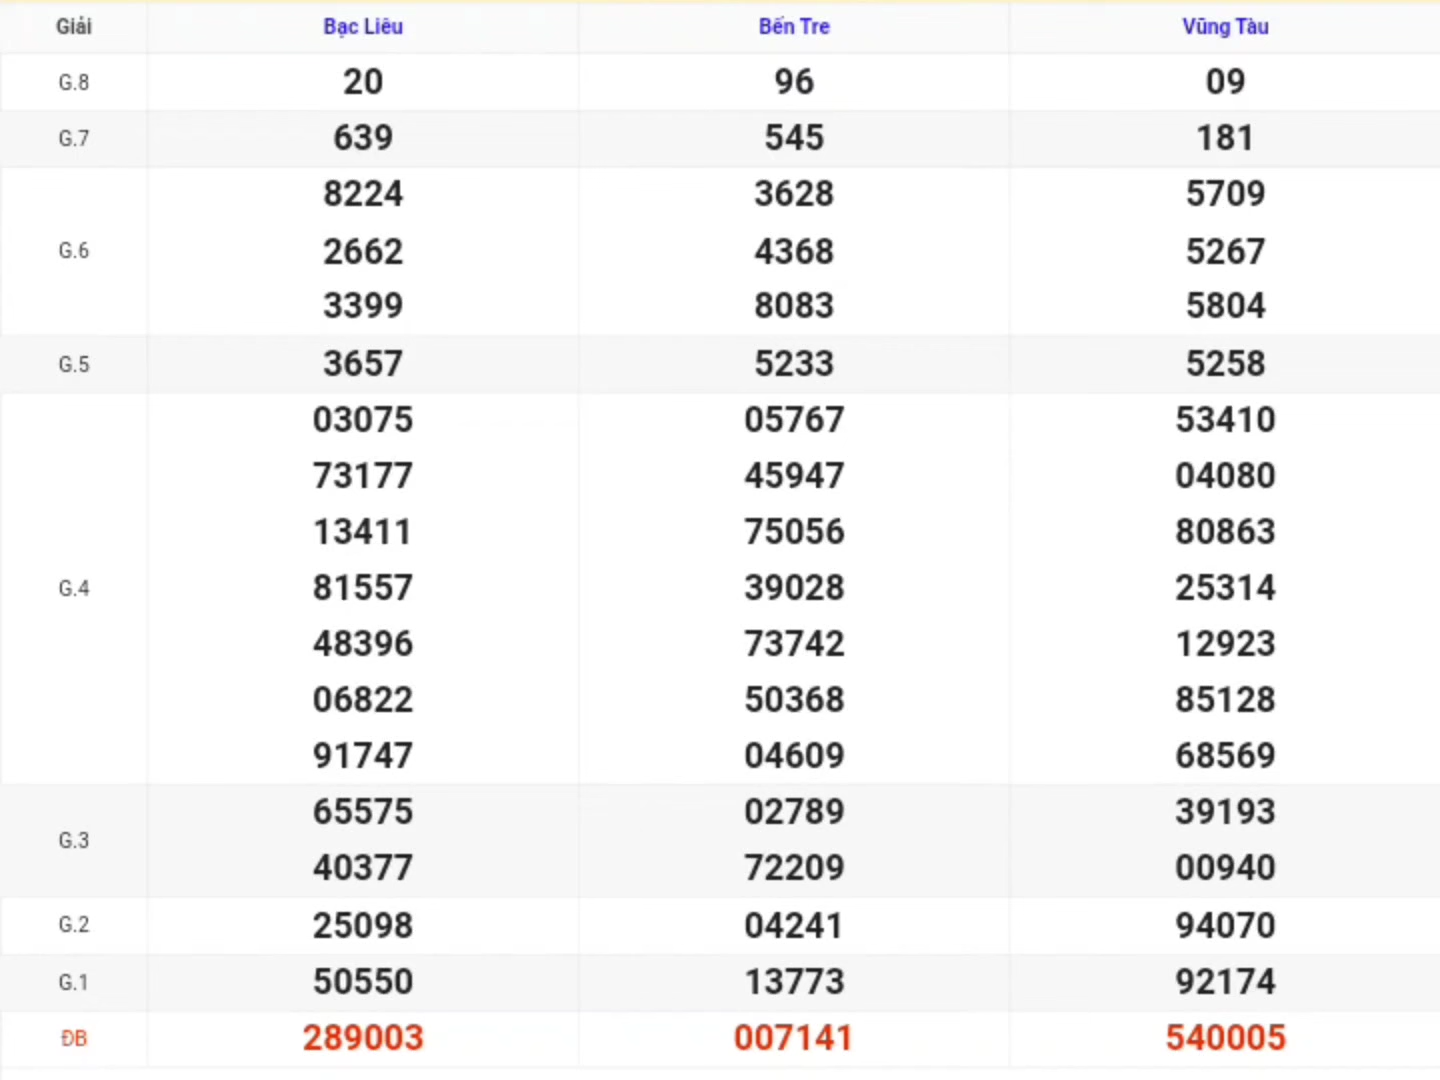 Giải Bạc Liêu Bến Tre Vũng Tàu
G.8 20 96 09
G.7 639 545 181
8224 3628 5709
G.6 2662 4368 5267
3399 8083 5804
G.5 3657 5233 5258
03075 05767 53410
73177 45947 04080
13411 75056 80863
G.4 81557 39028 25314
48396 73742 12923
06822 50368 85128
91747 04609 68569
65575 02789 39193
G.3
40377 72209 00940
G.2 25098 04241 94070
G.1 50550 13773 92174
ĐB 289003 007141 540005